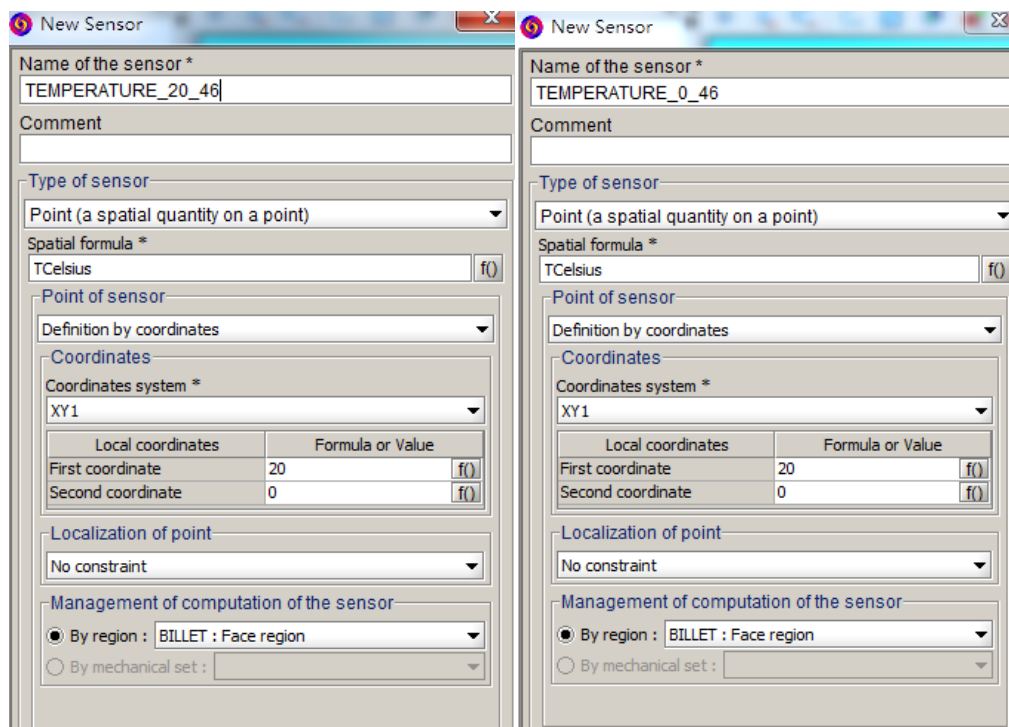 New Sensor
Name of the sensor *
TEMPERATURE_20_46
Comment
Type of sensor
Point (a spatial quantity on a point)
Spatial formula *
TCelsius f()
Point of sensor
Definition by coordinates
Coordinates
Coordinates system *
XY1
Local coordinates Formula or Value
First coordinate 20 f()
Second coordinate 0 f()
Localization of point
No constraint
Management of computation of the sensor
By region : BILLET : Face region
By mechanical set :
New Sensor
Name of the sensor *
TEMPERATURE_0_46
Comment
Type of sensor
Point (a spatial quantity on a point)
Spatial formula *
TCelsius f()
Point of sensor
Definition by coordinates
Coordinates
Coordinates system *
XY1
Local coordinates Formula or Value
First coordinate 20 f()
Second coordinate 0 f()
Localization of point
No constraint
Management of computation of the sensor
By region : BILLET : Face region
By mechanical set :